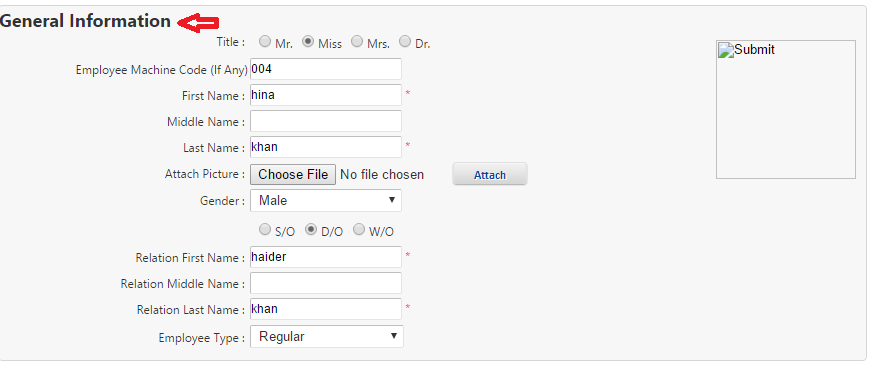 General Information
Title : Mr. Miss Mrs. Dr.
Submit
Employee Machine Code (If Any) 004
First Name : hina *
Middle Name :
Last Name : khan *
Attach Picture : Choose File No file chosen Attach
Gender : Male
S/O D/O W/O
Relation First Name : haider *
Relation Middle Name :
Relation Last Name : khan *
Employee Type : Regular